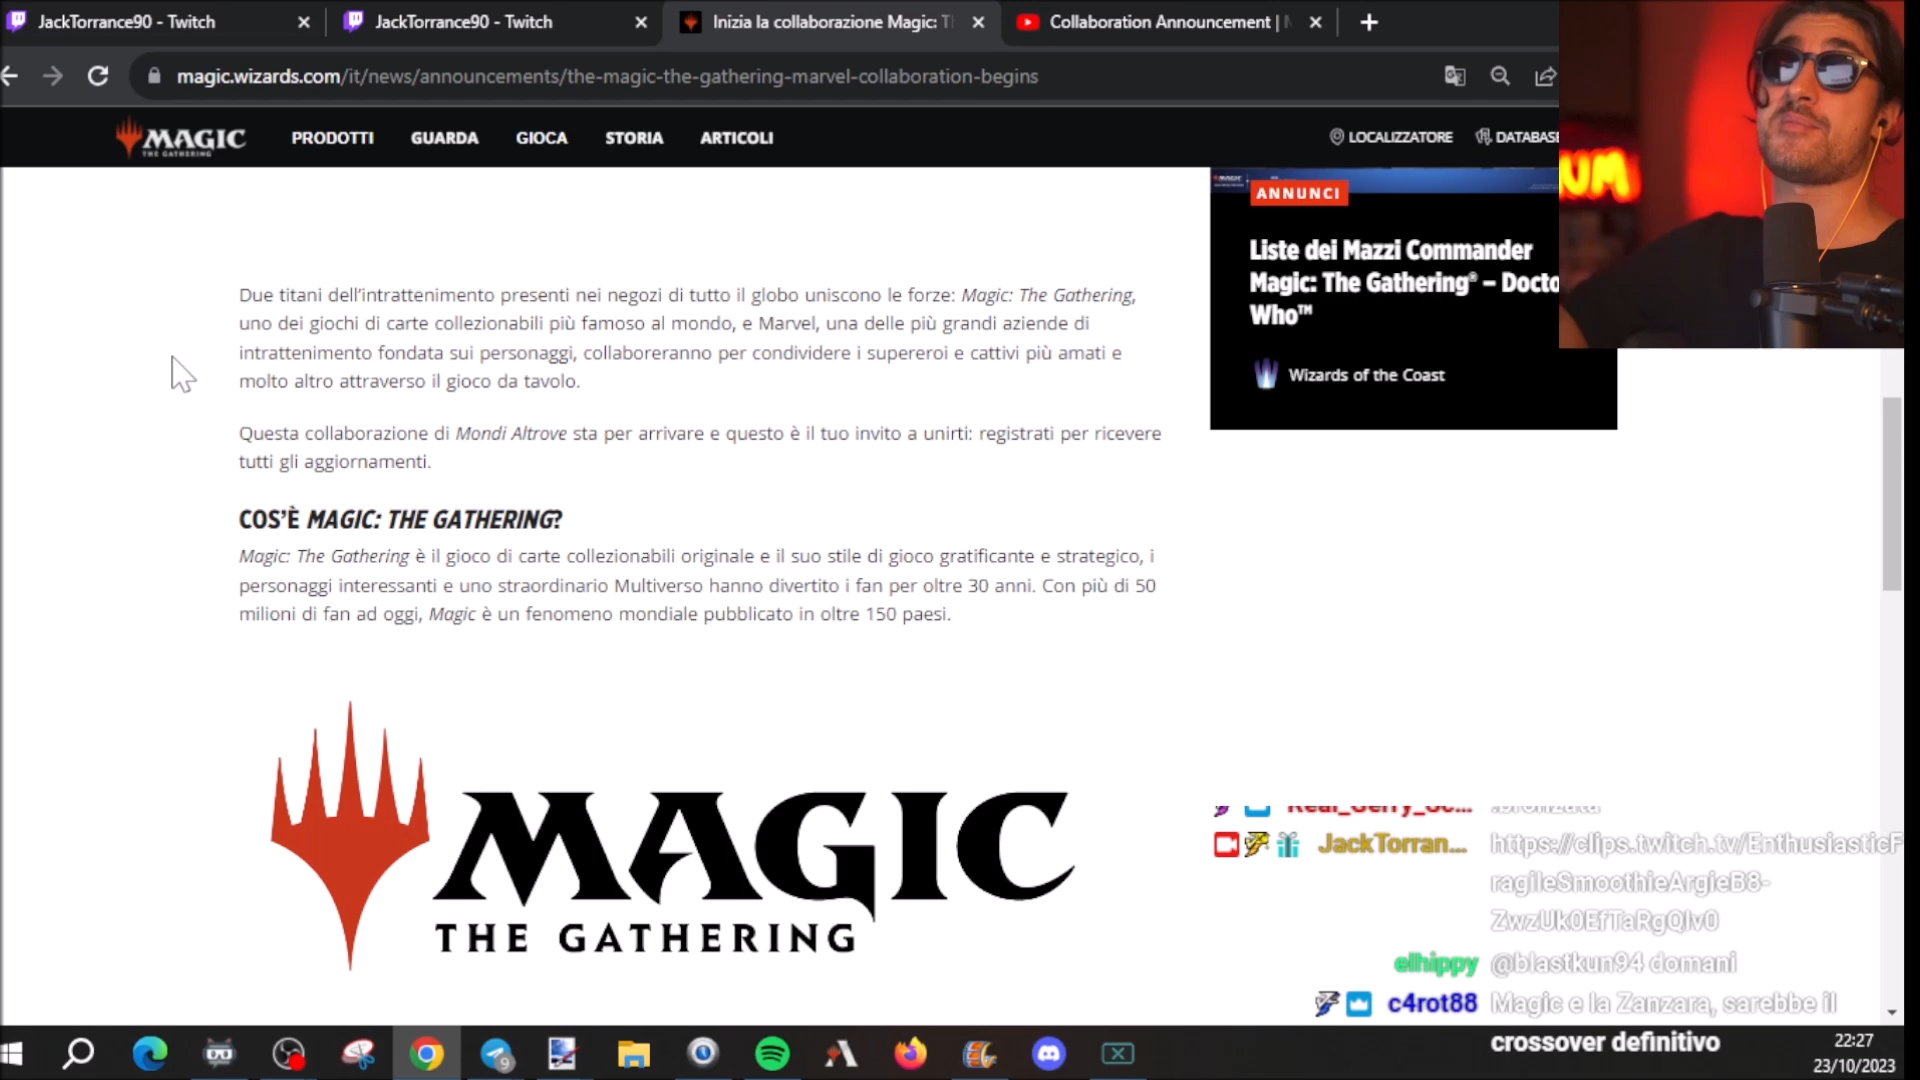 JackTorrance90 - Twitch
JackTorrance90 - Twitch
Inizia la collaborazione Magic: T
Collaboration Announcement |
magic.wizards.com/it/news/announcements/the-magic-the-gathering-marvel-collaboration-begins
MAGIC
THE GATHERING
PRODOTTI
GUARDA
GIOCA
STORIA
ARTICOLI
LOCALIZZATORE
DATABASE
UM
ANNUNCI
Liste dei Mazzi Commander
Magic: The Gathering® – Docto
Who™
Wizards of the Coast
Due titani dell'intrattenimento presenti nei negozi di tutto il globo uniscono le forze: Magic: The Gathering,
uno dei giochi di carte collezionabili più famoso al mondo, e Marvel, una delle più grandi aziende di
intrattenimento fondata sui personaggi, collaboreranno per condividere i supereroi e cattivi più amati e
molto altro attraverso il gioco da tavolo.
Questa collaborazione di Mondi Altrove sta per arrivare e questo è il tuo invito a unirti: registrati per ricevere
tutti gli aggiornamenti.
COS'È MAGIC: THE GATHERING?
Magic: The Gathering è il gioco di carte collezionabili originale e il suo stile di gioco gratificante e strategico, i
personaggi interessanti e uno straordinario Multiverso hanno divertito i fan per oltre 30 anni. Con più di 50
milioni di fan ad oggi, Magic è un fenomeno mondiale pubblicato in oltre 150 paesi.
MAGIC
THE GATHERING
JackTorran... https://clips.twitch.tv/EnthusiasticF
ragileSmoothieArgieB8-
ZwzUk0EfTaRgQlv0
elhippy @blastkun94 domani
c4rot88 Magic e la Zanzara, sarebbe il
crossover definitivo
9
22:27
23/10/2023